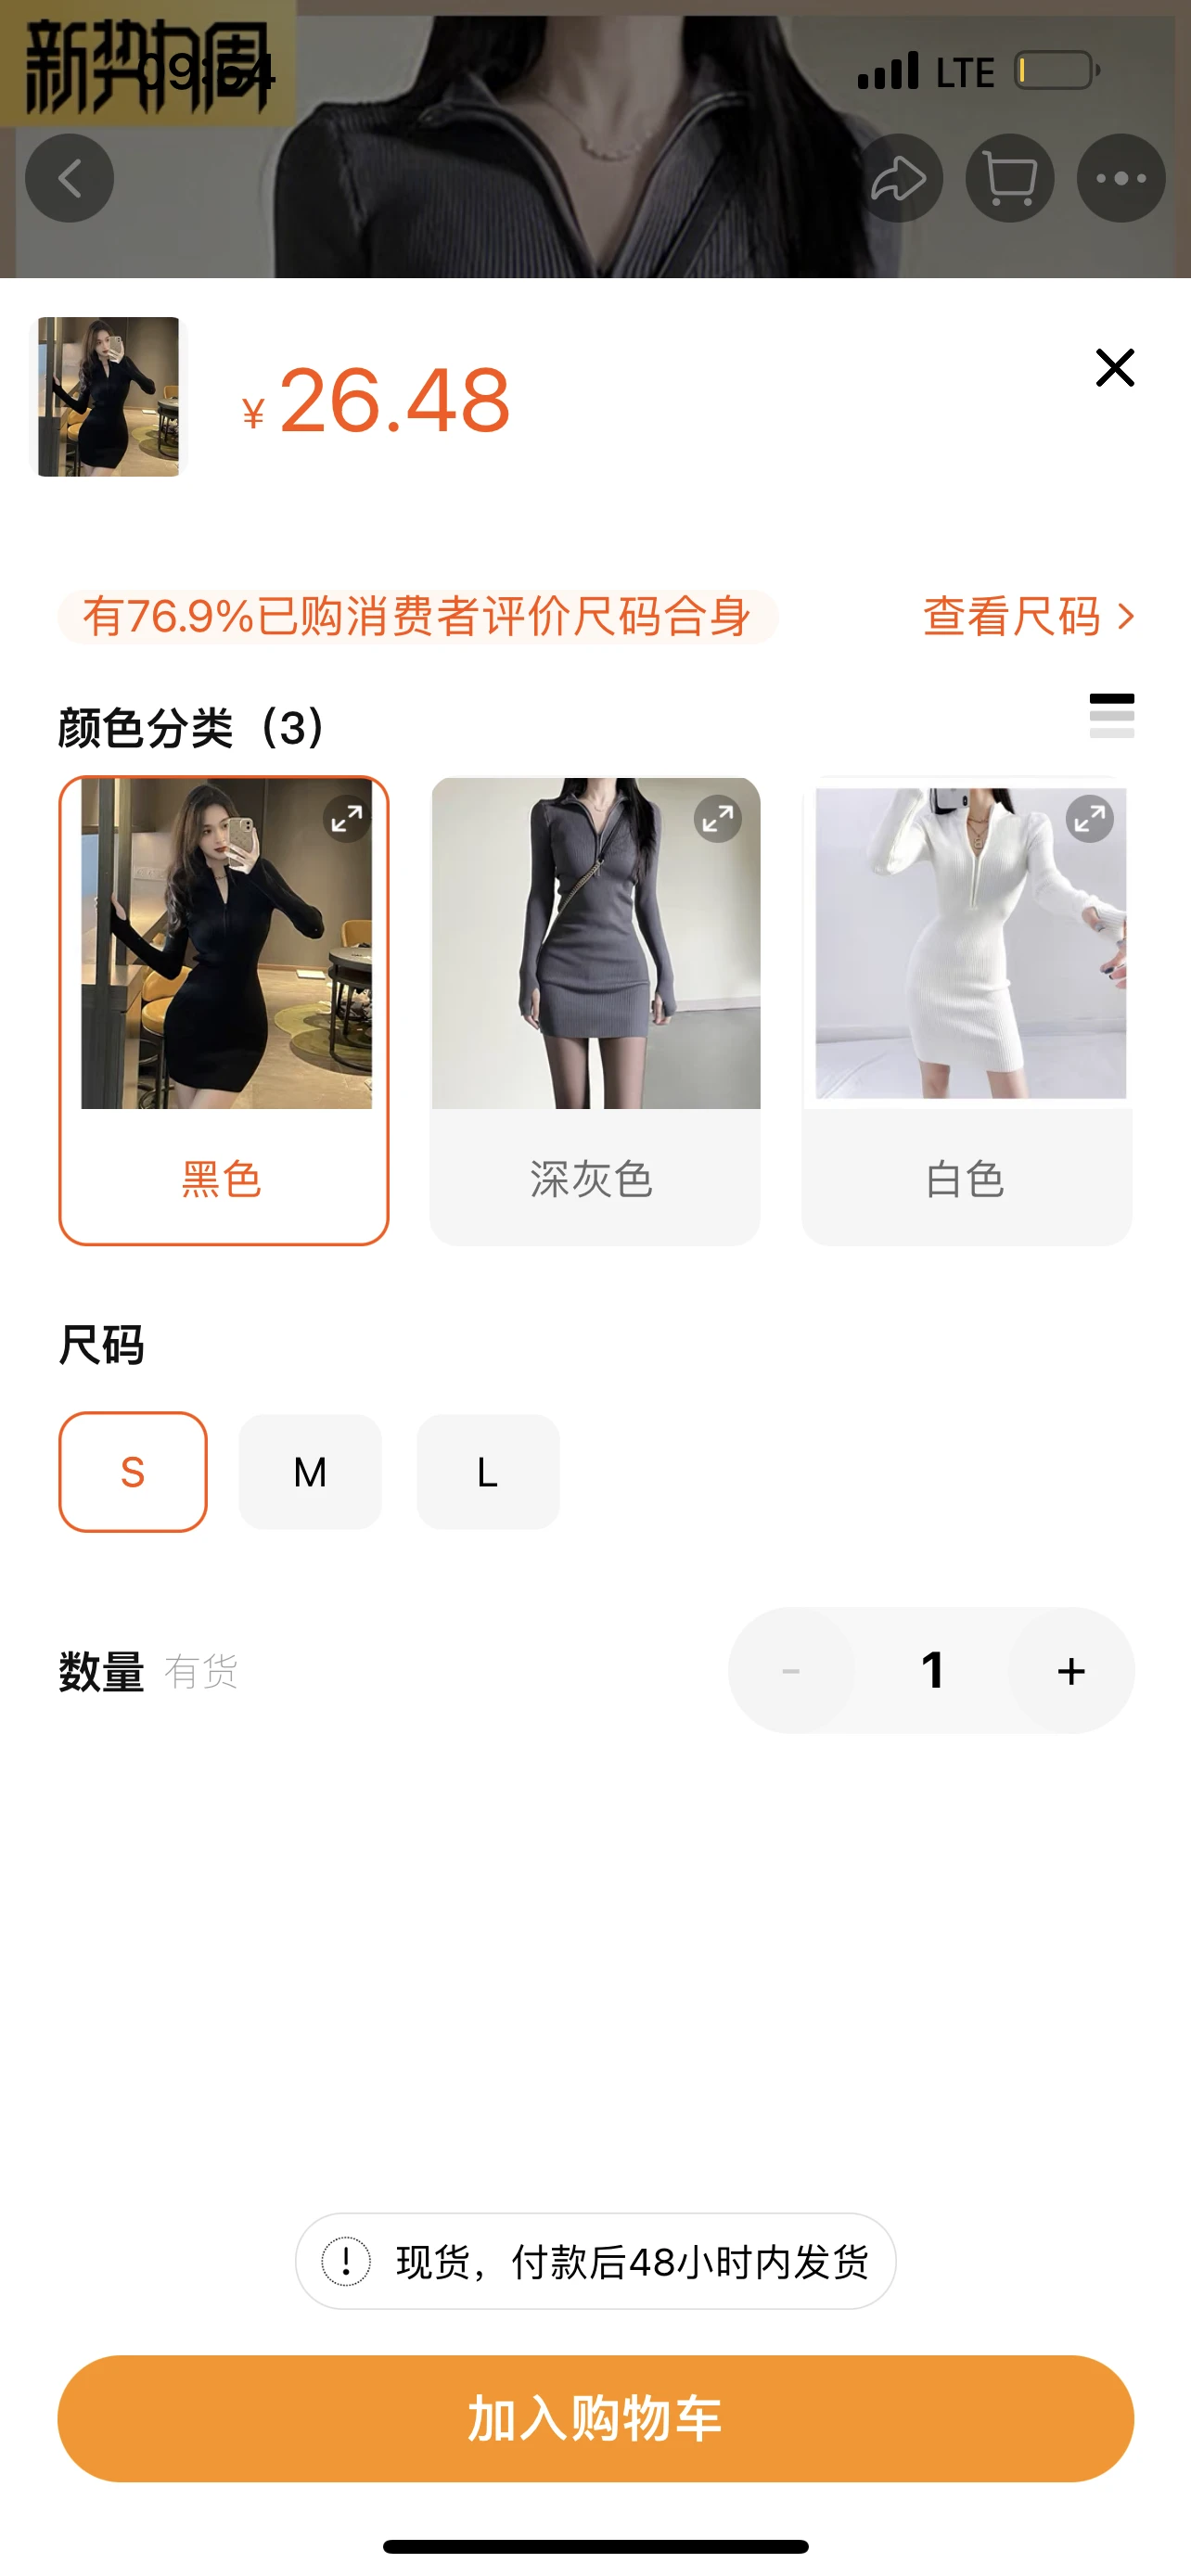 新势力周
09:54
LTE
¥26.48
有76.9%已购消费者评价尺码合身
查看尺码
颜色分类（3）
黑色
深灰色
白色
尺码
S
M
L
数量 有货
- 1 +
现货，付款后48小时内发货
加入购物车